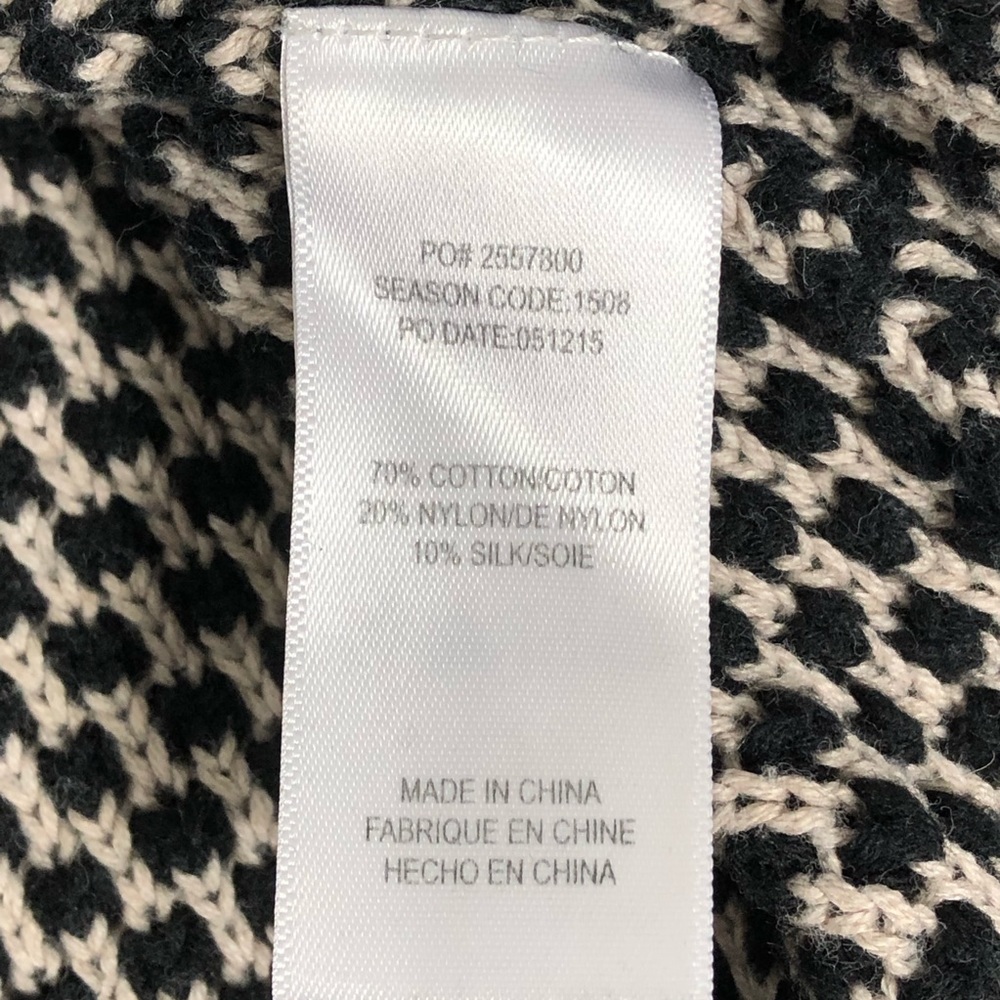 PO# 2557800
SEASON CODE:1508
PO DATE:051215
70% COTTON/COTON
20% NYLON/DE NYLON
10% SILK/SOIE
MADE IN CHINA
FABRIQUE EN CHINE
HECHO EN CHINA